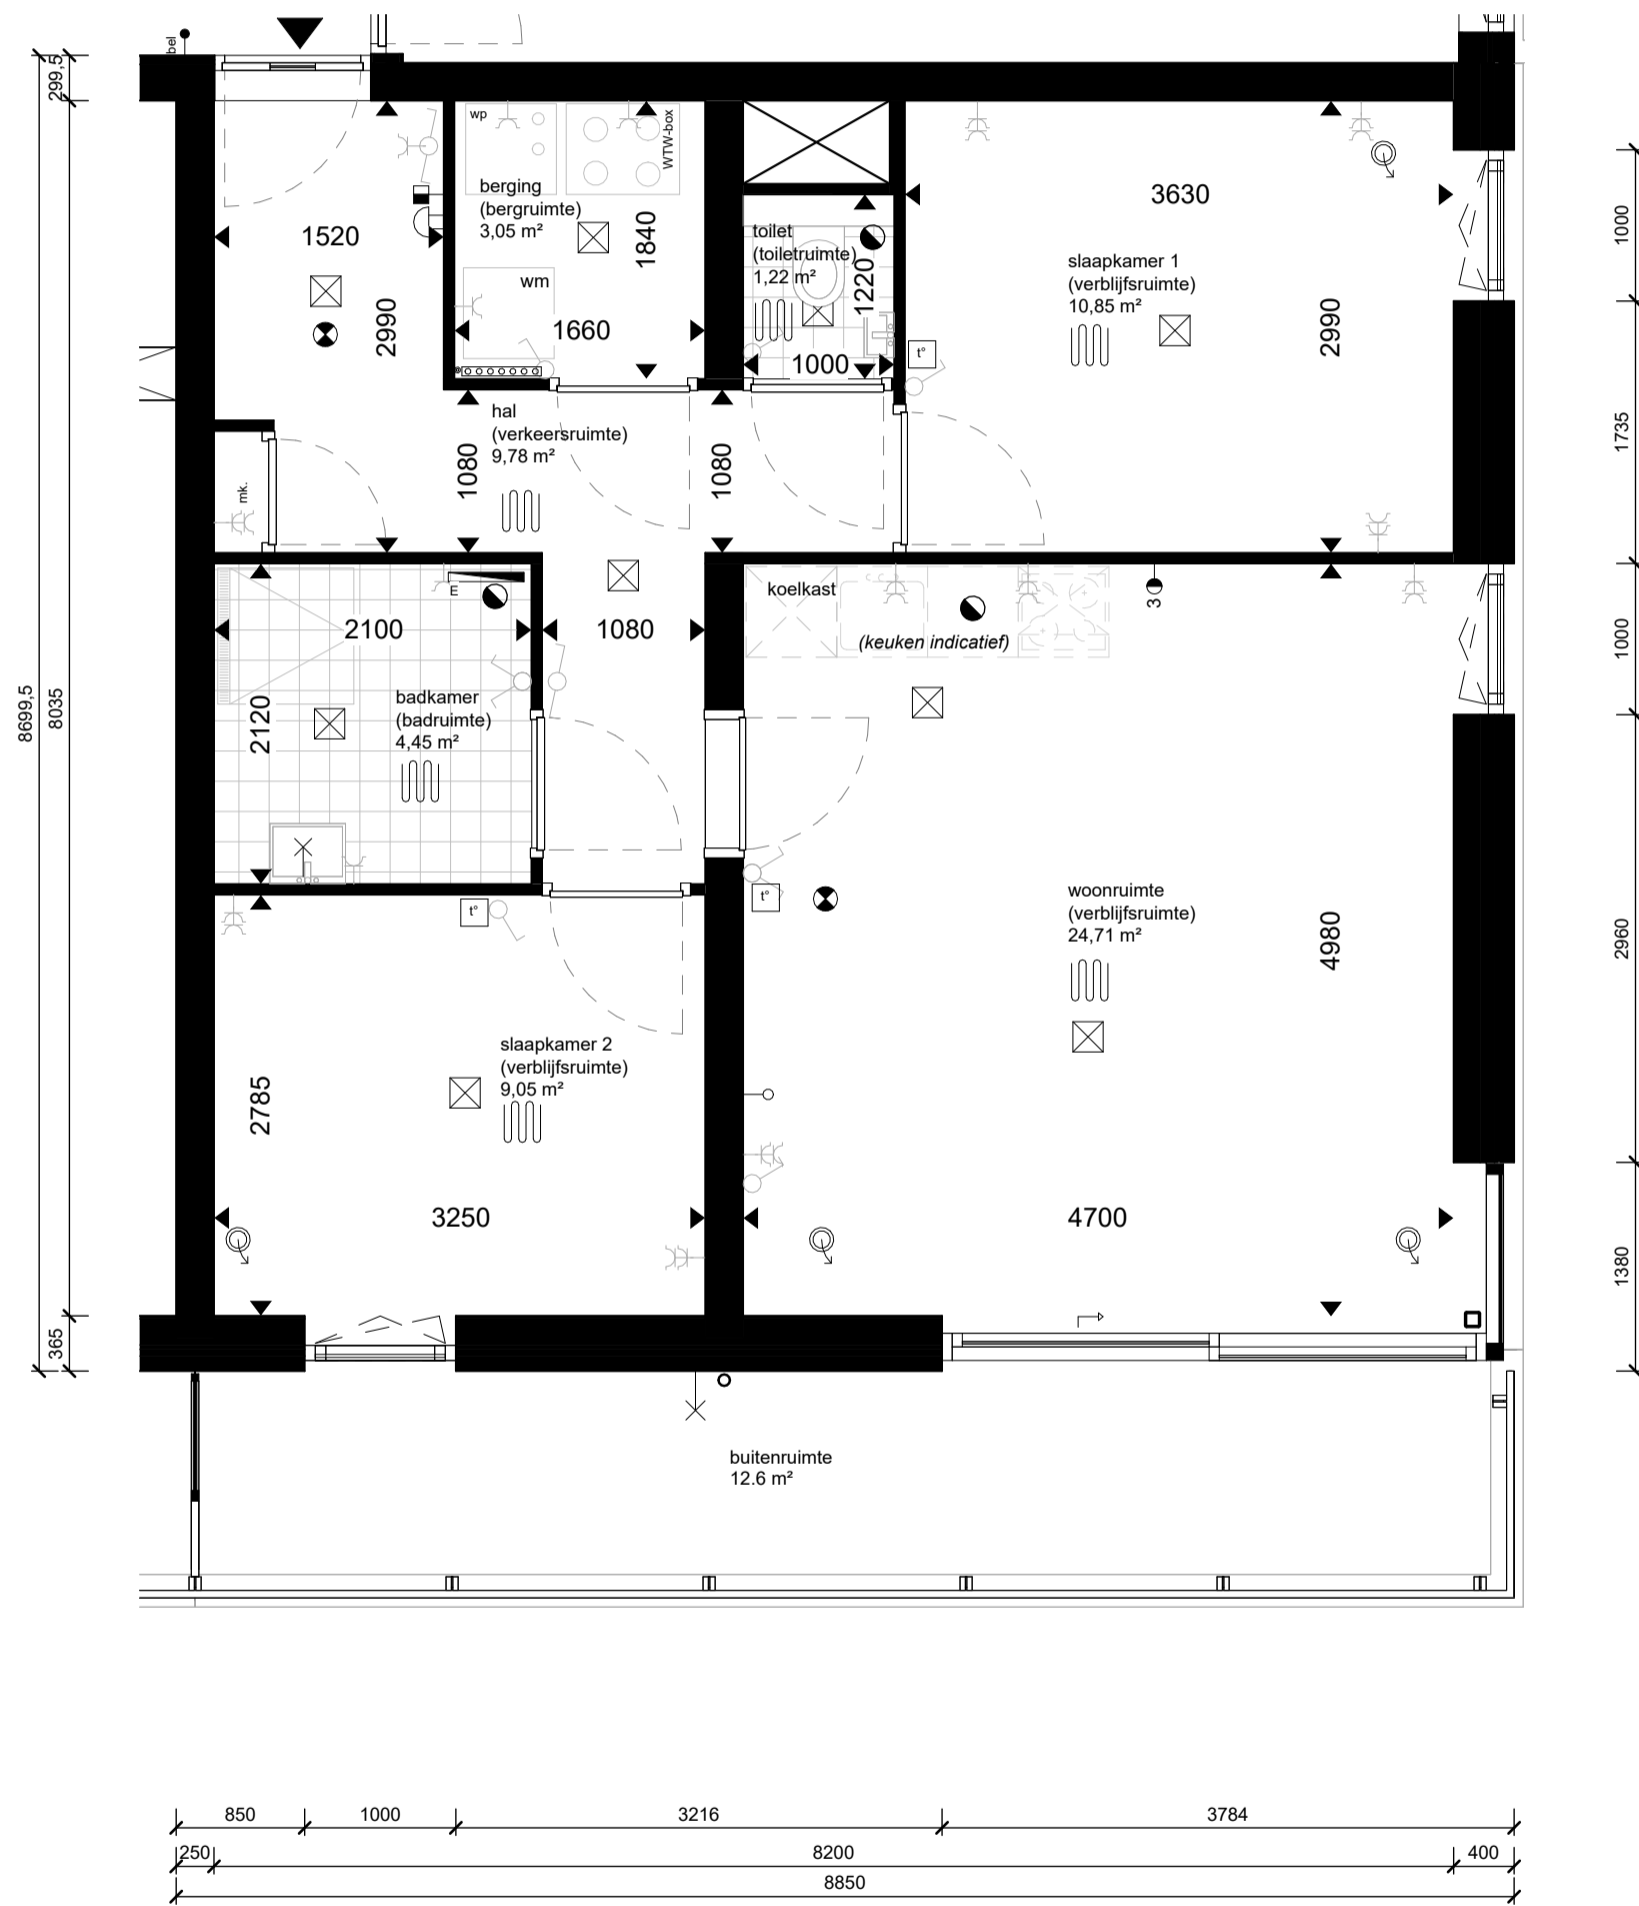 bel
299,5
8035
365
8699,5
wp
WTW-box
berging
(bergruimte)
3,05 m²
1840
1520
2990
wm
1660
toilet
(toiletruimte)
1,22 m²
1220
1000
3630
slaapkamer 1
(verblijfsruimte)
10,85 m²
2990
t°
1000
1735
1000
2960
1380
hal
(verkeersruimte)
9,78 m²
1080
1080
mk.
E
2100
1080
2120
badkamer
(badruimte)
4,45 m²
koelkast
(keuken indicatief)
3
t°
t°
woonruimte
(verblijfsruimte)
24,71 m²
4980
slaapkamer 2
(verblijfsruimte)
9,05 m²
2785
3250
4700
buitenruimte
12.6 m²
850
1000
3216
3784
250
8200
400
8850